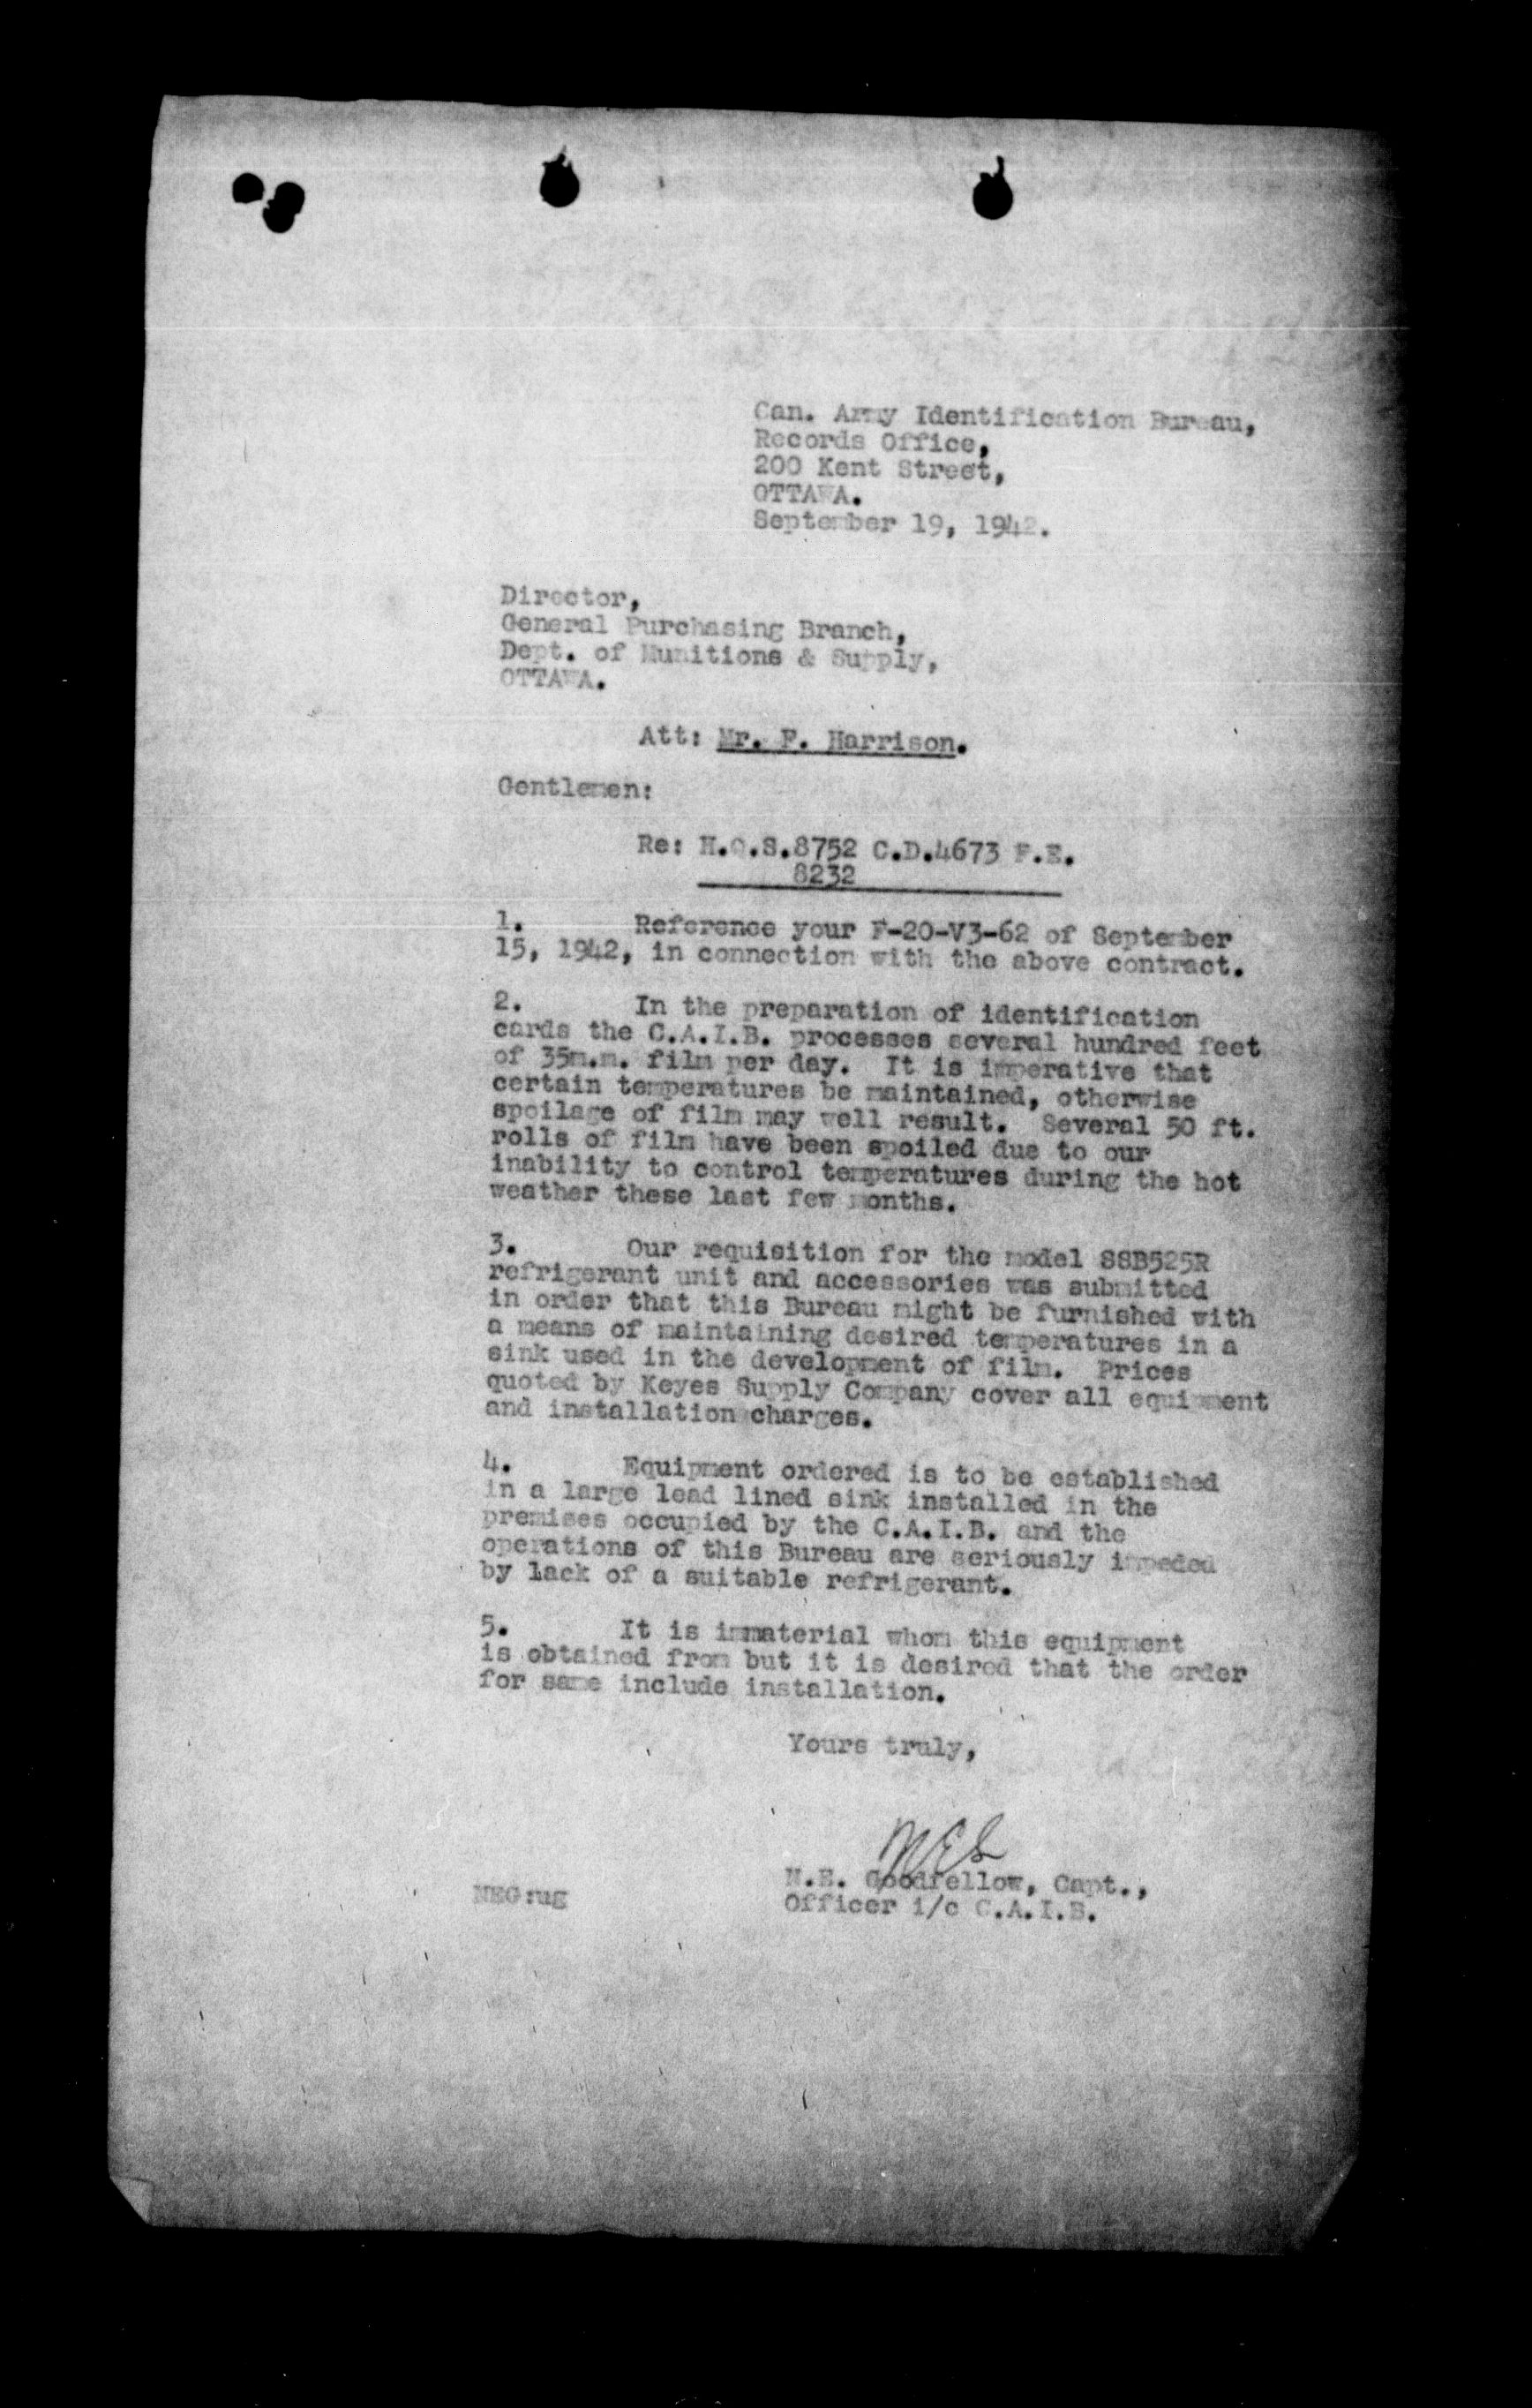 Can. Army Identification Bureau,
Records Office,
200 Kent Street,
OTTAWA.
September 19, 1942.
Director,
General Purchasing Branch,
Dept. of Munitions & Supply,
OTTAWA.
Att: Mr. F. Harrison.
Gentlemen:
Re: H.Q.S.8752 C.D.4673 F.E.
8232
1. Reference your F-20-V3-62 of September
15, 1942, in connection with the above contract.
2. In the preparation of identification
cards the C.A.I.B. processes several hundred feet
of 35m.m. film per day. It is imperative that
certain temperatures be maintained, otherwise
spoilage of film may well result. Several 50 ft.
rolls of film have been spoiled due to our
inability to control temperatures during the hot
weather these last few months.
3. Our requisition for the model SSB525R
refrigerant unit and accessories was submitted
in order that this Bureau might be furnished with
a means of maintaining desired temperatures in a
sink used in the development of film. Prices
quoted by Keyes Supply Company cover all equipment
and installation charges.
4. Equipment ordered is to be established
in a large lead lined sink installed in the
premises occupied by the C.A.I.B. and the
operations of this Bureau are seriously impeded
by lack of a suitable refrigerant.
5. It is immaterial whom this equipment
is obtained from but it is desired that the order
for same include installation.
Yours truly,
NEG
N.E. Goodfellow, Capt.,
NEG:ug
Officer i/c C.A.I.B.